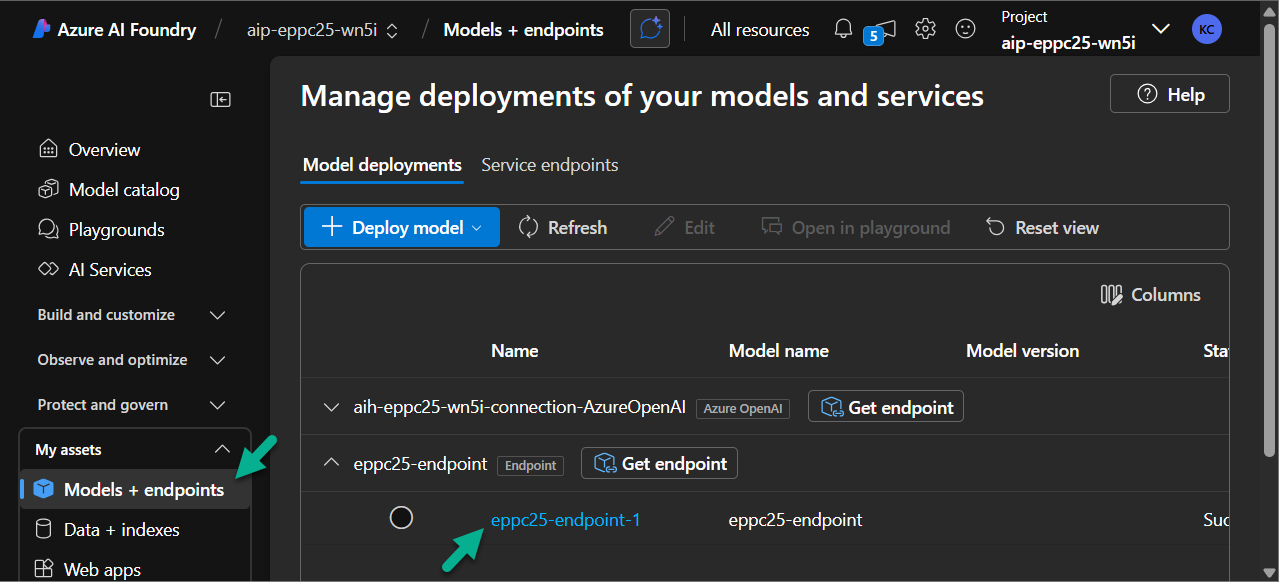 Azure AI Foundry / aip-eppc25-wn5i / Models + endpoints All resources 5 Project
aip-eppc25-wn5i KC
Manage deployments of your models and services Help
Overview
Model catalog
Playgrounds
AI Services
Build and customize
Observe and optimize
Protect and govern
My assets
Models + endpoints
Data + indexes
Web apps
Model deployments Service endpoints
Deploy model Refresh Edit Open in playground Reset view
Columns
Name Model name Model version Sta
aih-eppc25-wn5i-connection-AzureOpenAI Azure OpenAI Get endpoint
eppc25-endpoint Endpoint Get endpoint
eppc25-endpoint-1 eppc25-endpoint Suc